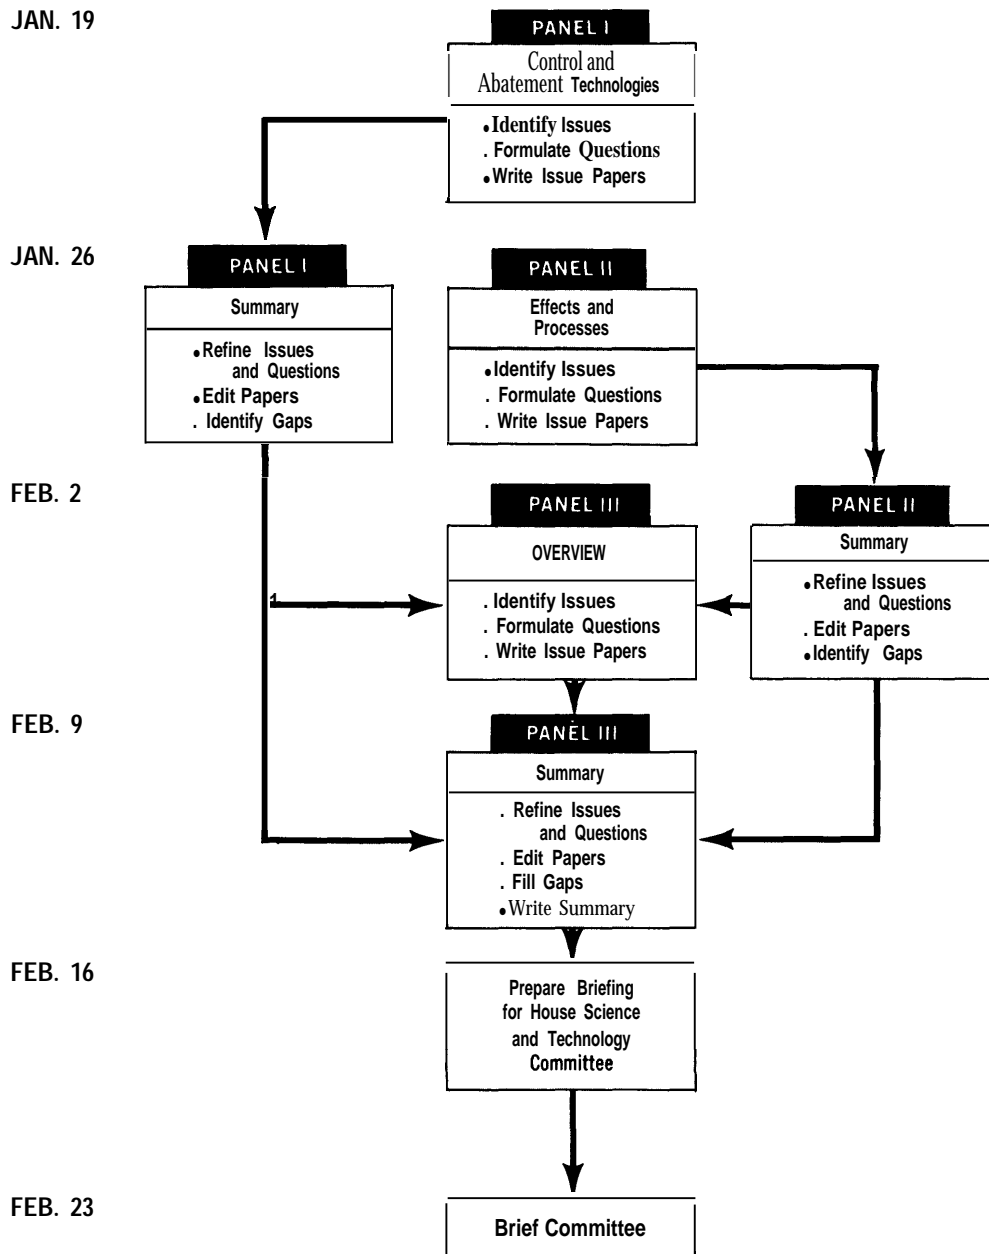 JAN. 19
PANEL I
Control and
Abatement Technologies
• Identify Issues
. Formulate Questions
• Write Issue Papers
JAN. 26
PANEL I
Summary
• Refine Issues
and Questions
• Edit Papers
. Identify Gaps
PANEL II
Effects and
Processes
• Identify Issues
. Formulate Questions
. Write Issue Papers
FEB. 2
PANEL III
OVERVIEW
. Identify Issues
. Formulate Questions
. Write Issue Papers
PANEL II
Summary
• Refine Issues
and Questions
. Edit Papers
• Identify Gaps
1
FEB. 9
PANEL III
Summary
. Refine Issues
and Questions
. Edit Papers
. Fill Gaps
• Write Summary
FEB. 16
Prepare Briefing
for House Science
and Technology
Committee
FEB. 23
Brief Committee